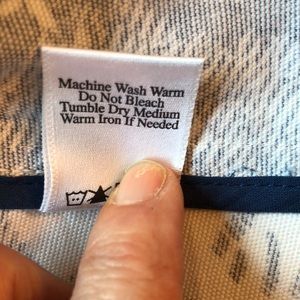 Machine Wash Warm
Do Not Bleach
Tumble Dry Medium
Warm Iron If Needed